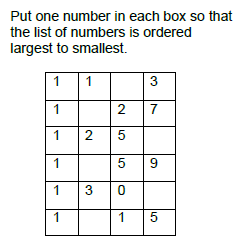 Put one number in each box so that
the list of numbers is ordered
largest to smallest.
1 1 3
1 2 7
1 2 5
1 5 9
1 3 0
1 1 5